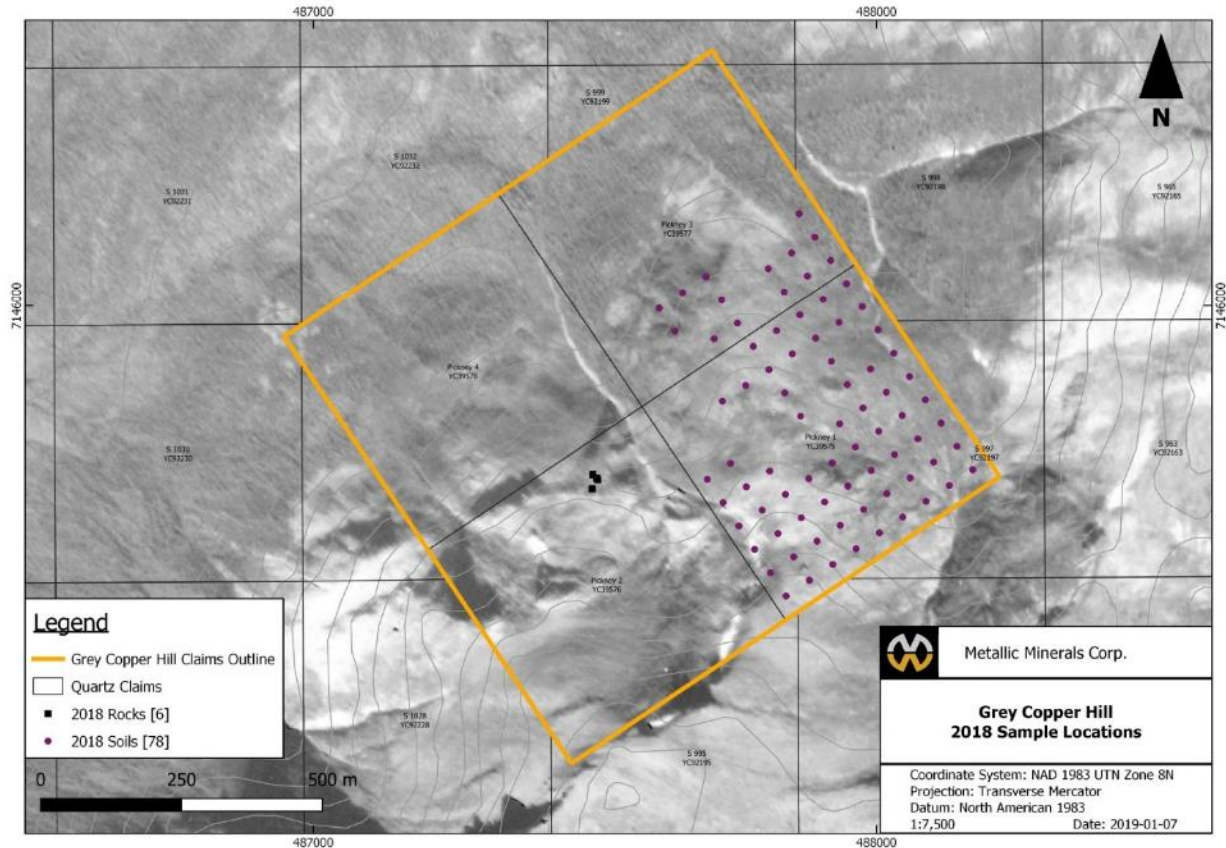 487000
488000
N
S 999
YC92199
S 1032
YC92232
S 1031
YC92231
S 998
YC92198
S 965
YC92165
Pickney 3
YC39577
7146000
7146000
Pickney 4
YC39578
Pickney 1
YC39575
S 1030
YC92230
S 997
YC92197
S 963
YC92163
Pickney 2
YC39576
S 1028
YC92228
S 995
YC92195
Legend
Grey Copper Hill Claims Outline
Quartz Claims
2018 Rocks [6]
2018 Soils [78]
0 250 500 m
Metallic Minerals Corp.
Grey Copper Hill
2018 Sample Locations
Coordinate System: NAD 1983 UTN Zone 8N
Projection: Transverse Mercator
Datum: North American 1983
1:7,500 Date: 2019-01-07
487000
488000